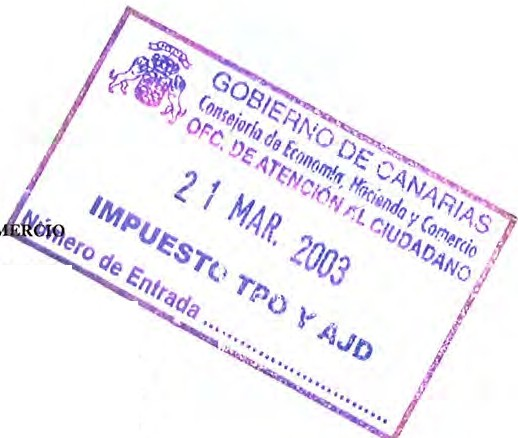 GOBIERNO DE CANARIAS
Consejería de Economía, Hacienda y Comercio
OFC. DE ATENCIÓN AL CIUDADANO
21 MAR. 2003
IMPUESTO TPO Y AJD
Número de Entrada ..............................
MERCIO